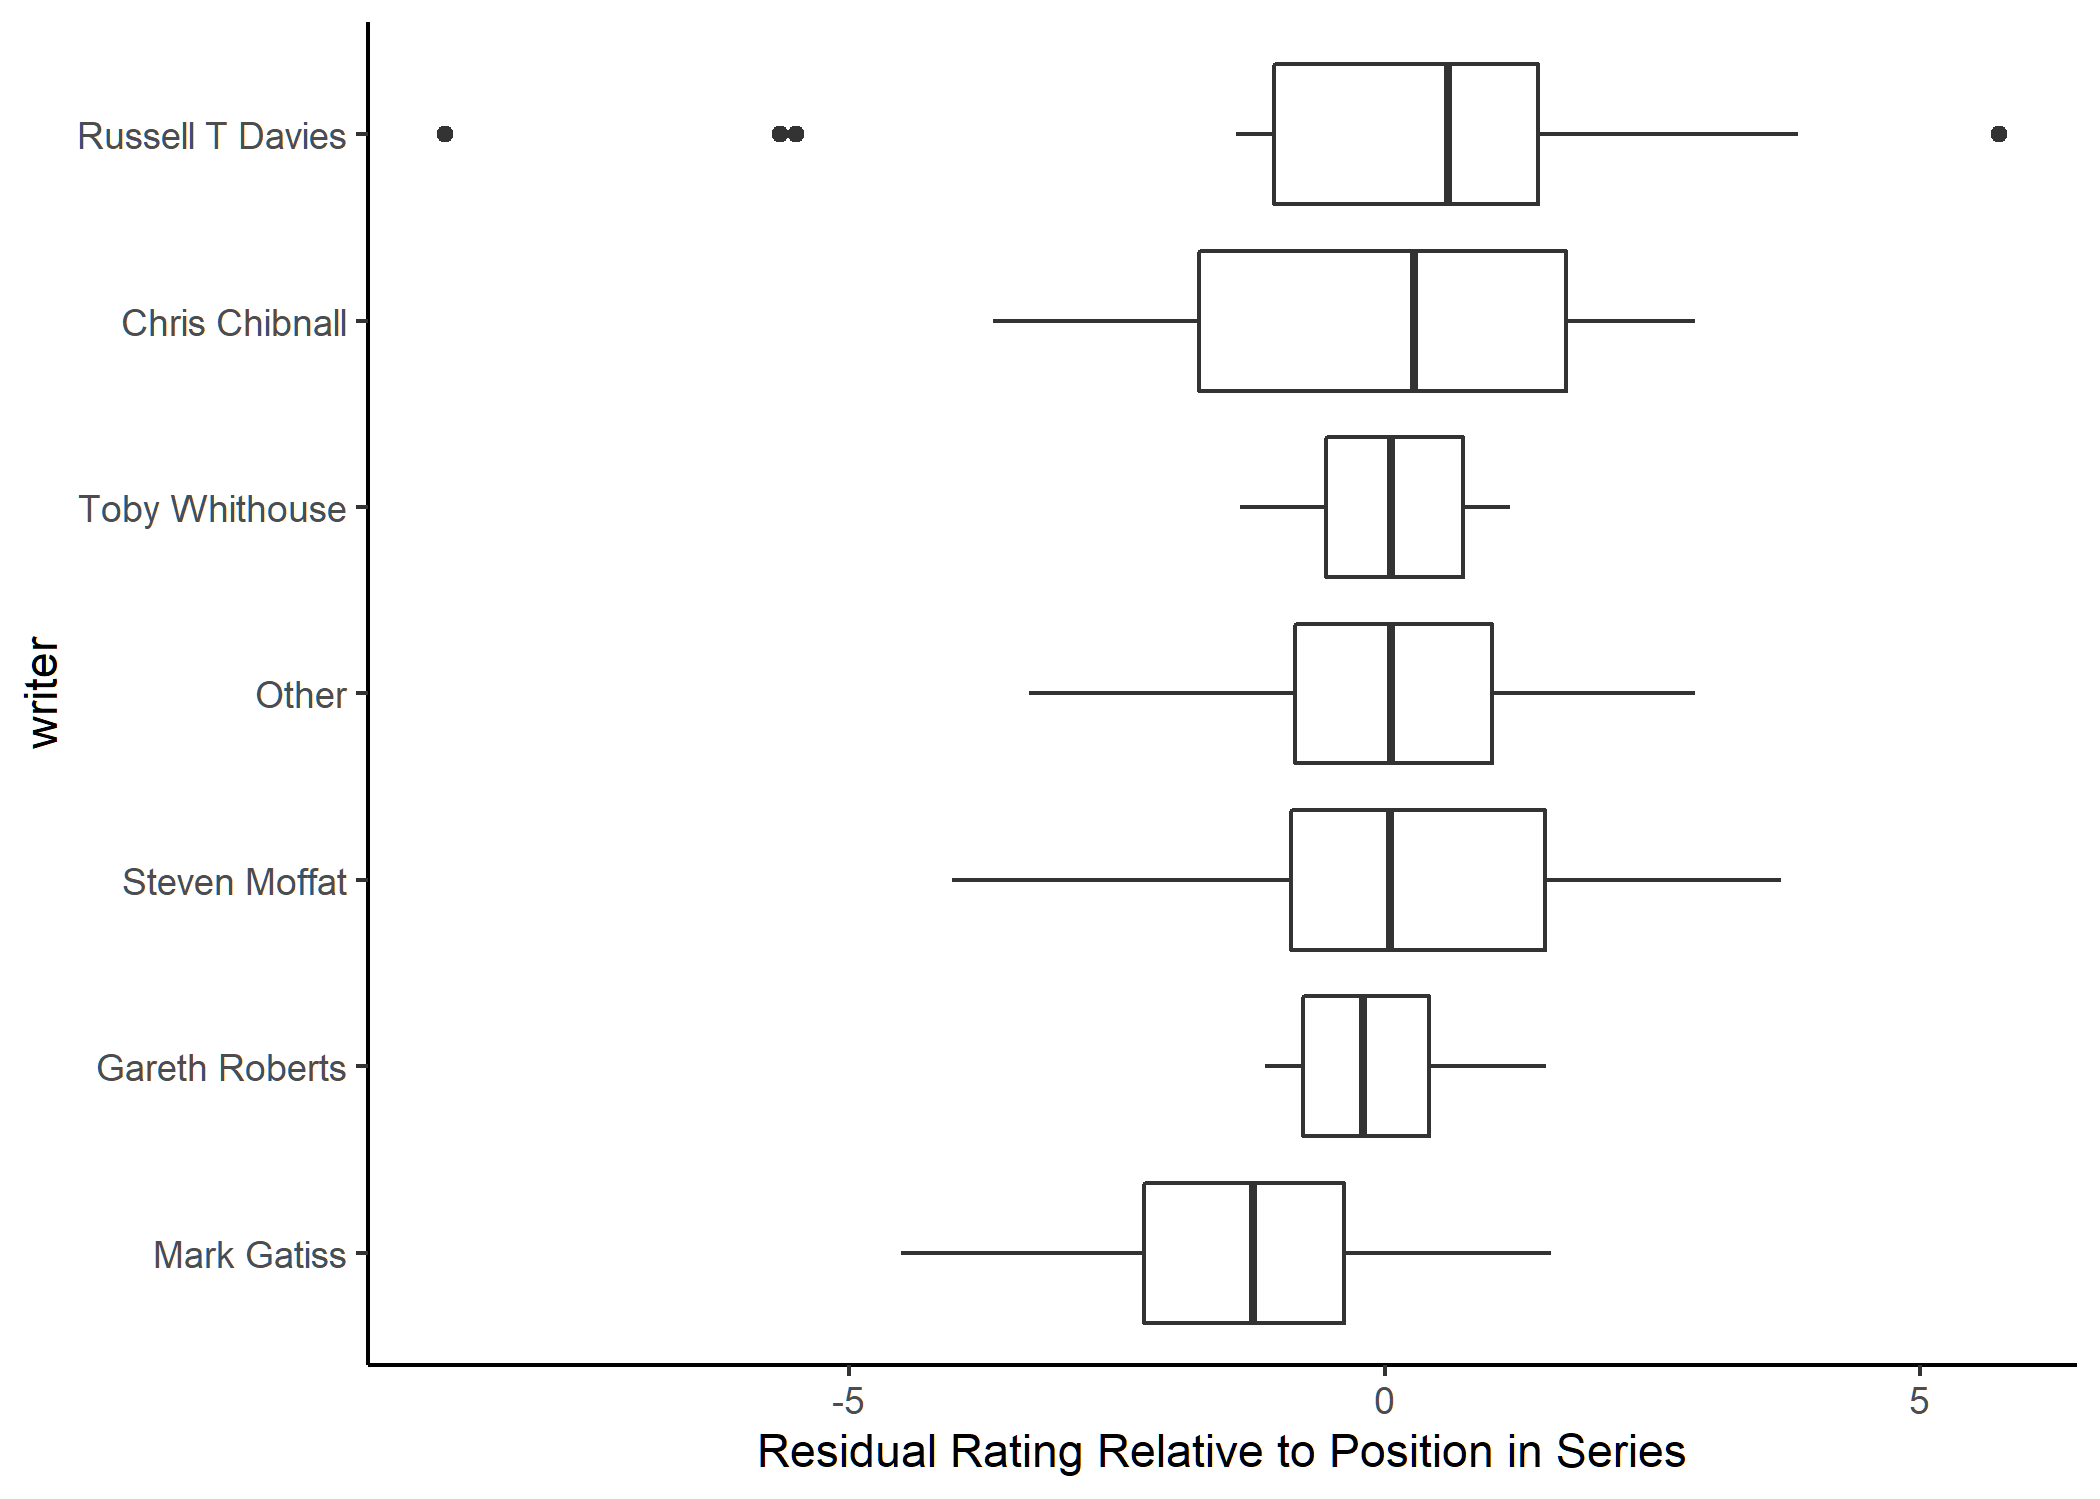 Russell T Davies
Chris Chibnall
Toby Whithouse
Other
Steven Moffat
Gareth Roberts
Mark Gatiss
writer
-5 0 5
Residual Rating Relative to Position in Series